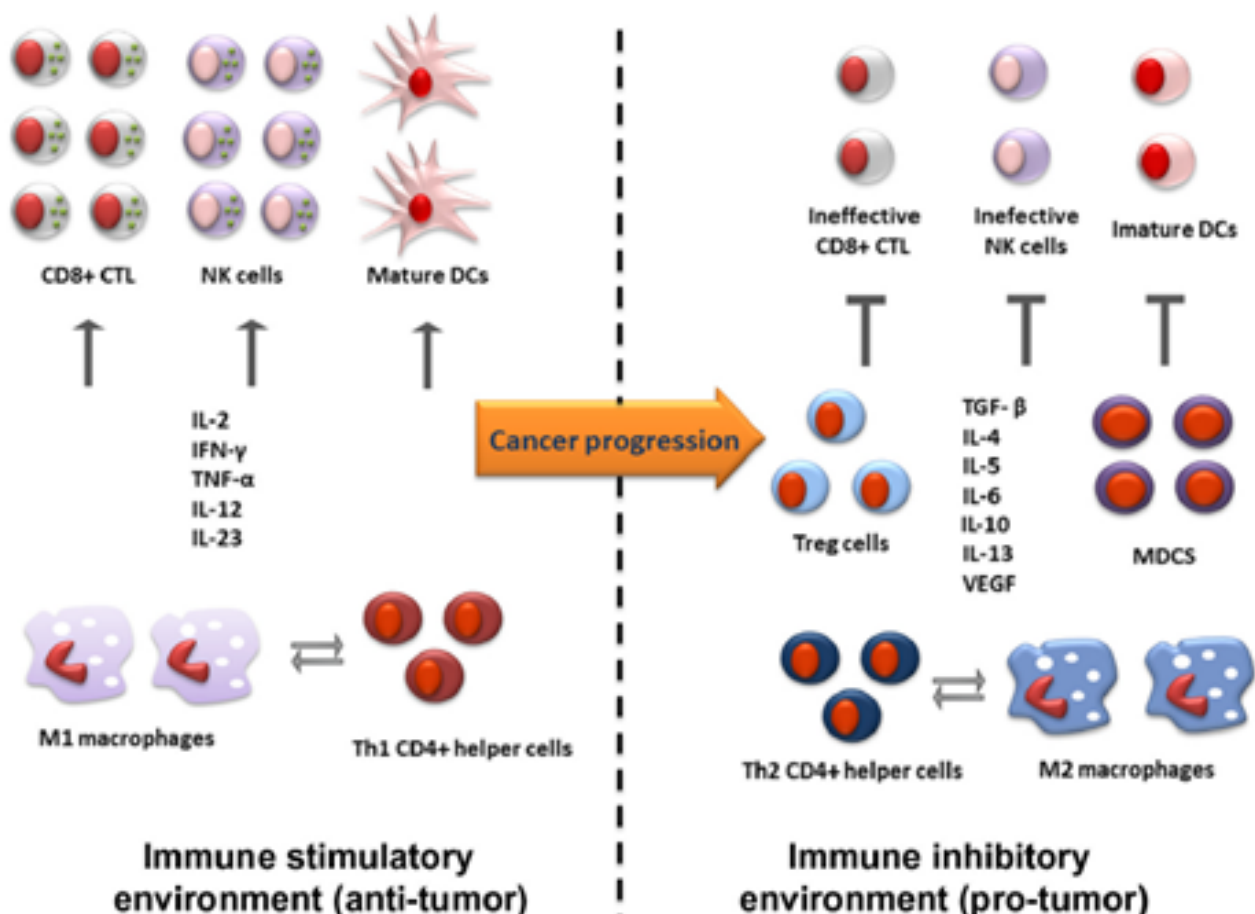 CD8+ CTL
NK cells
Mature DCs
IL-2
IFN-γ
TNF-α
IL-12
IL-23
M1 macrophages
Th1 CD4+ helper cells
Immune stimulatory
environment (anti-tumor)
Cancer progression
Ineffective
CD8+ CTL
Inefective
NK cells
Imature DCs
Treg cells
TGF- β
IL-4
IL-5
IL-6
IL-10
IL-13
VEGF
MDCS
Th2 CD4+ helper cells
M2 macrophages
Immune inhibitory
environment (pro-tumor)